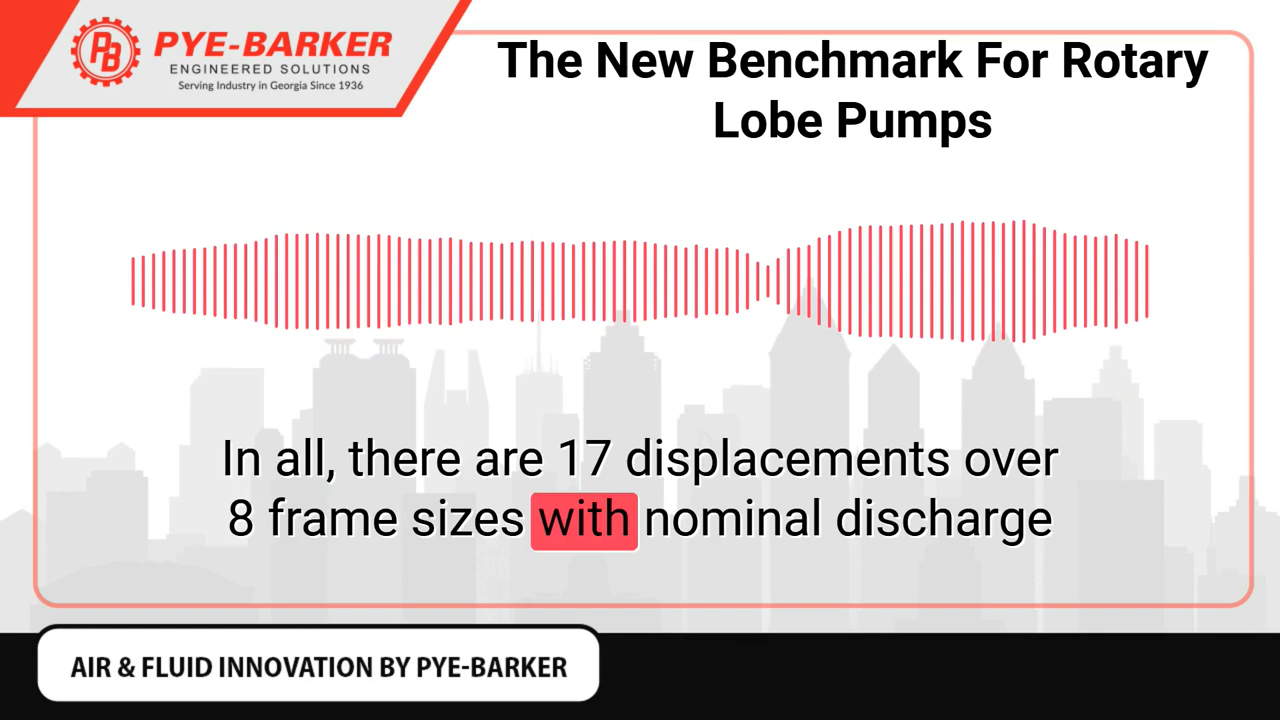 PB
PYE-BARKER
ENGINEERED SOLUTIONS
Serving Industry in Georgia Since 1936
The New Benchmark For Rotary
Lobe Pumps
In all, there are 17 displacements over
8 frame sizes with nominal discharge
AIR & FLUID INNOVATION BY PYE-BARKER